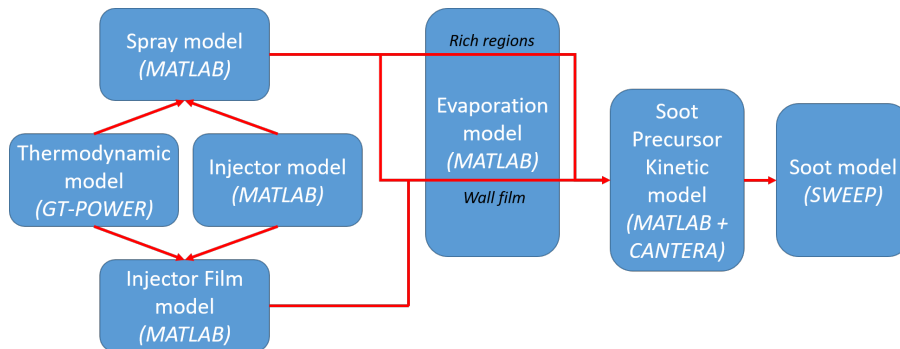 Spray model
(MATLAB)
Rich regions
Thermodynamic
model
(GT-POWER)
Injector model
(MATLAB)
Evaporation
model
(MATLAB)
Wall film
Soot
Precursor
Kinetic model
(MATLAB +
CANTERA)
Soot model
(SWEEP)
Injector Film
model
(MATLAB)